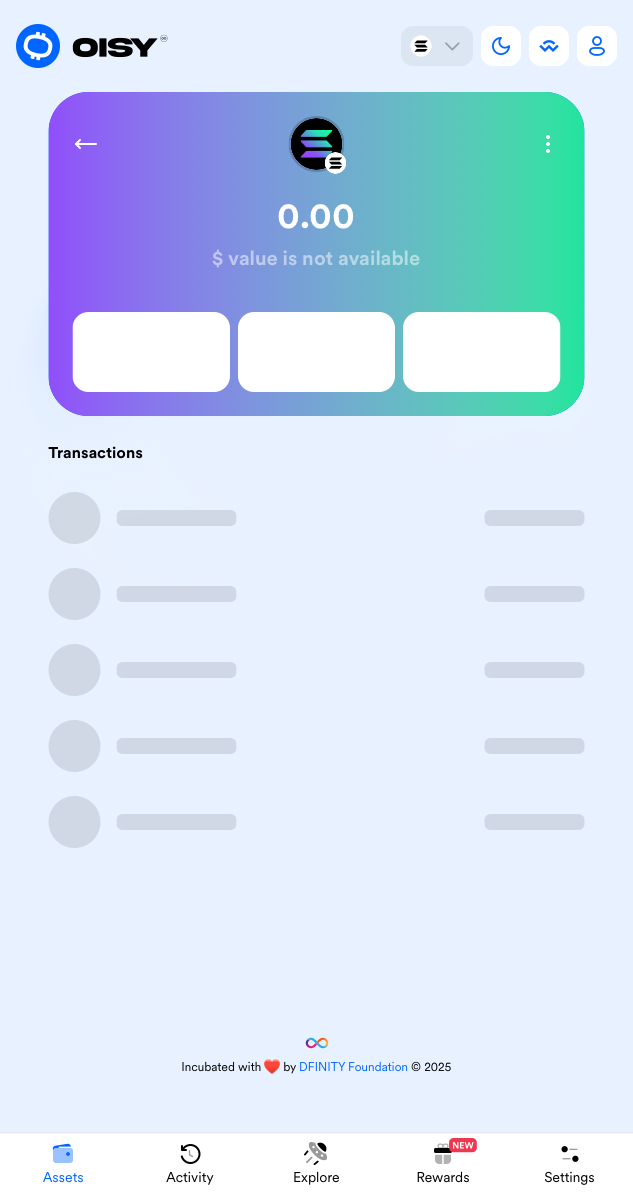 OISY
0.00
$ value is not available
Transactions
Incubated with ❤️ by DFINITY Foundation © 2025
NEW
Assets
Activity
Explore
Rewards
Settings